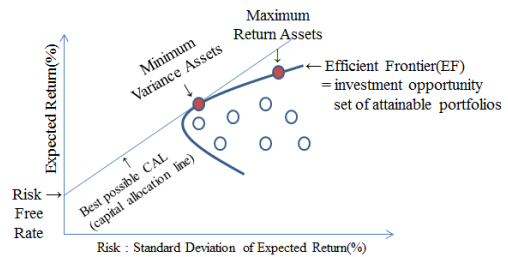 Maximum
Return Assets
Minimum
Variance Assets
← Efficient Frontier(EF)
= investment opportunity
set of attainable portfolios
Expected Return(%)
Best possible CAL
(capital allocation line)
Risk →
Free
Rate
Risk : Standard Deviation of Expected Return(%)